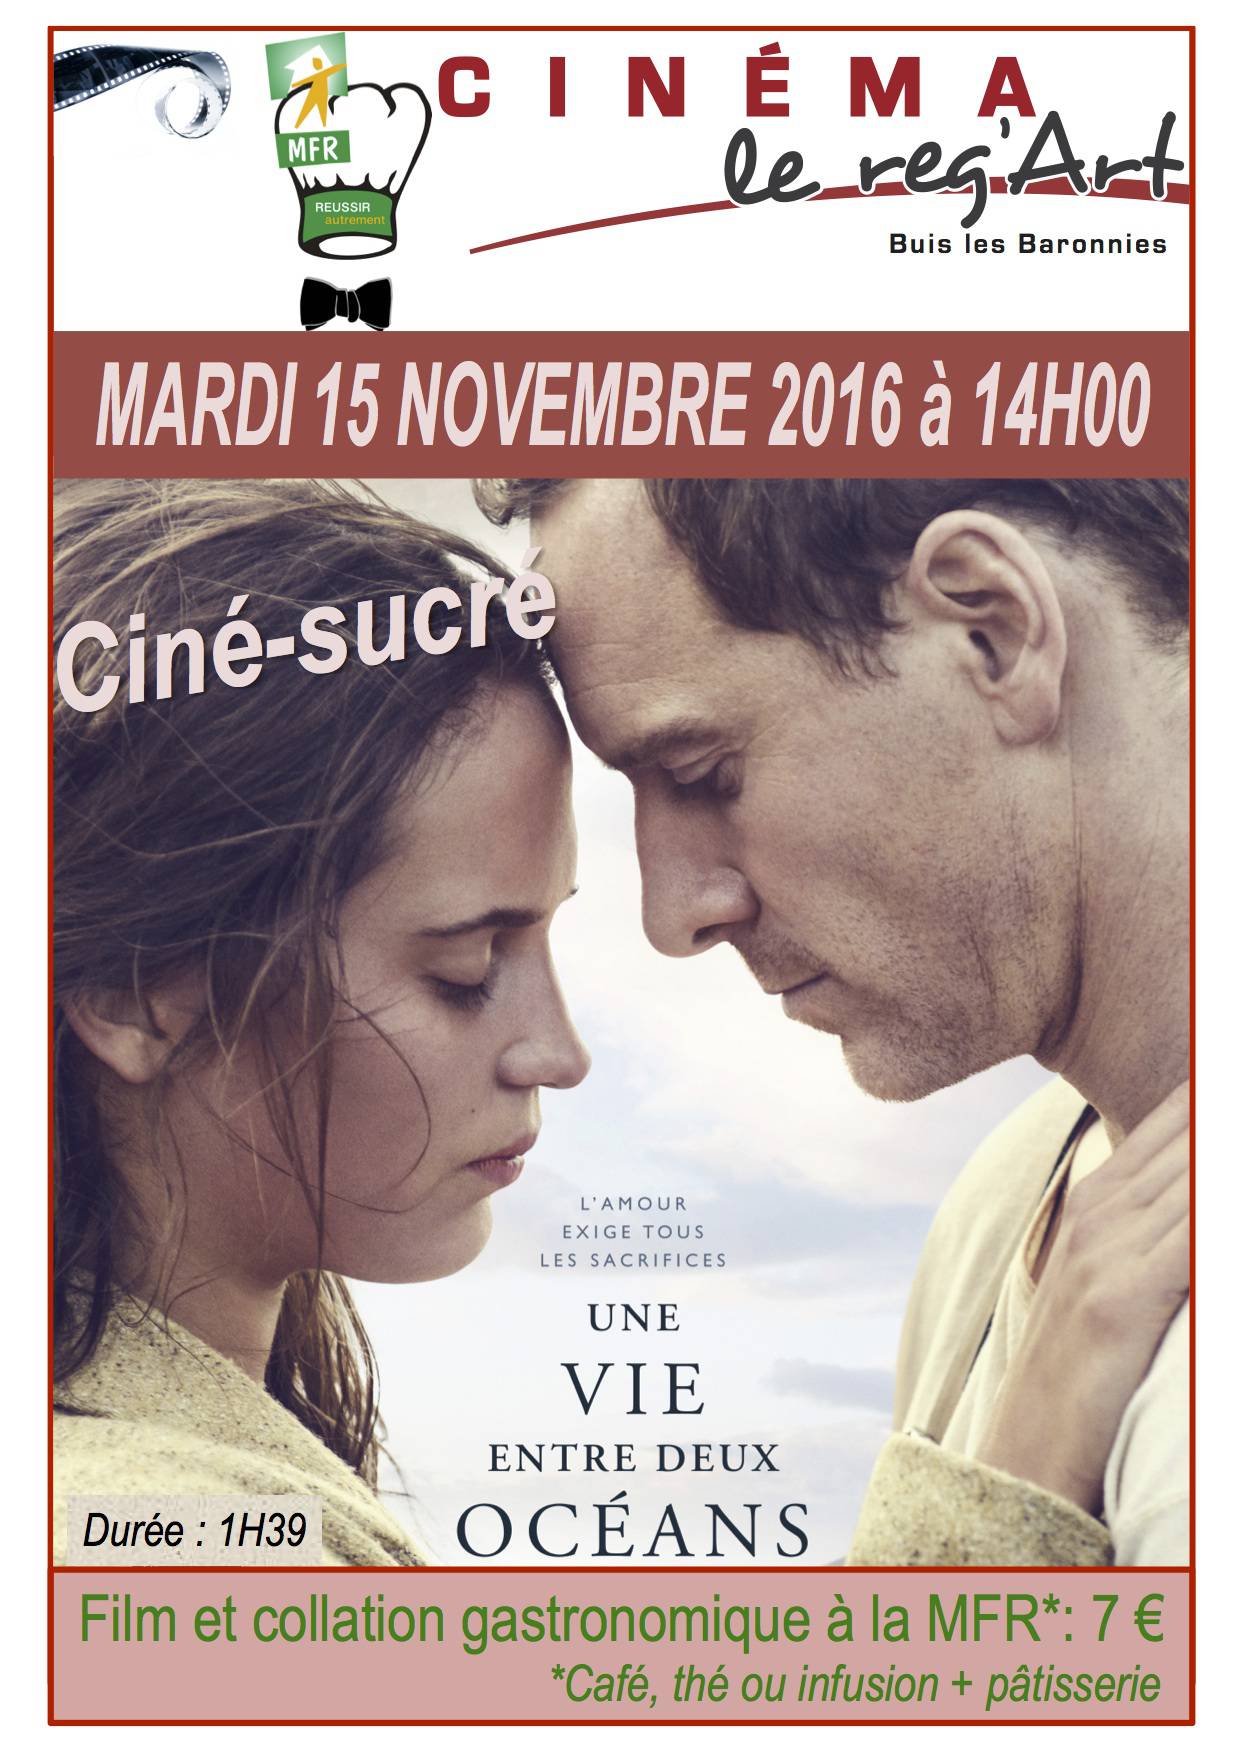 CINÉMA
le reg'Art
Buis les Baronnies
MFR
REUSSIR
autrement
MARDI 15 NOVEMBRE 2016 à 14H00
Ciné-sucré
L'AMOUR
EXIGE TOUS
LES SACRIFICES
UNE
VIE
ENTRE DEUX
OCÉANS
Durée : 1H39
Film et collation gastronomique à la MFR*: 7 €
*Café, thé ou infusion + pâtisserie